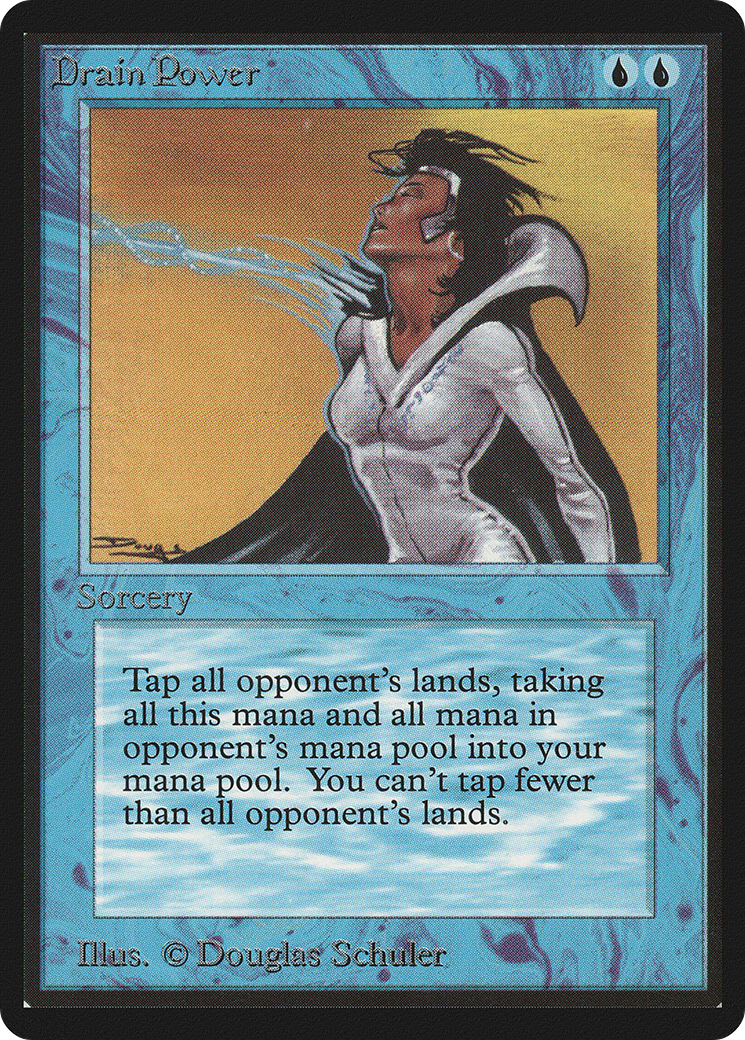 Drain Power
Doug
Sorcery
Tap all opponent's lands, taking
all this mana and all mana in
opponent's mana pool into your
mana pool. You can't tap fewer
than all opponent's lands.
Illus. © Douglas Schuler